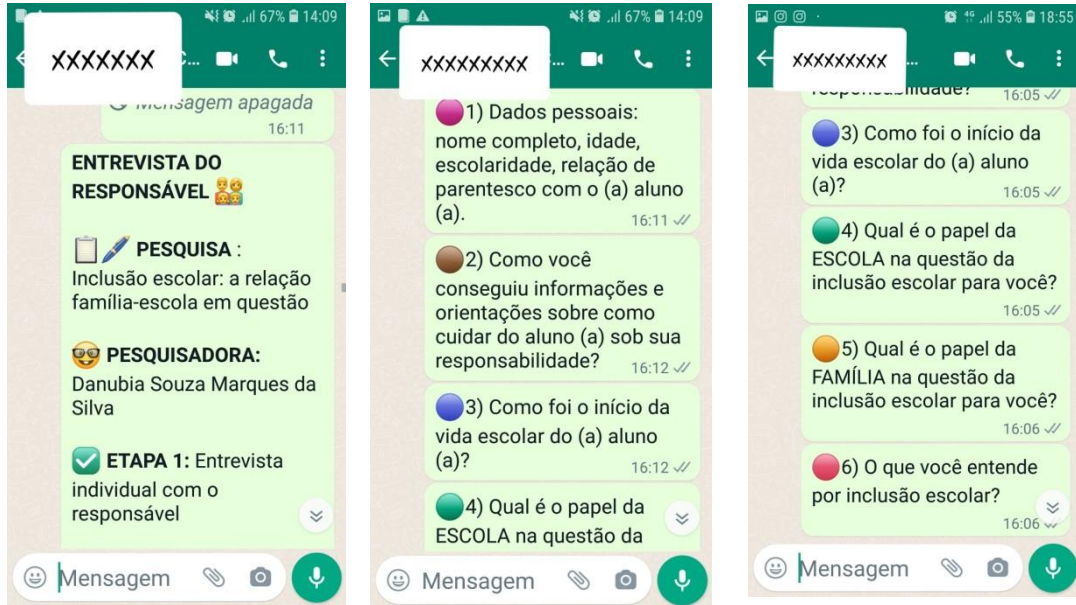 67% 14:09
XXXXXXX
Mensagem apagada
16:11
ENTREVISTA DO
RESPONSÁVEL
PESQUISA :
Inclusão escolar: a relação
família-escola em questão
PESQUISADORA:
Danubia Souza Marques da
Silva
ETAPA 1: Entrevista
individual com o
responsável
Mensagem
67% 14:09
XXXXXXXXX
1) Dados pessoais:
nome completo, idade,
escolaridade, relação de
parentesco com o (a) aluno
(a).
16:11
2) Como você
conseguiu informações e
orientações sobre como
cuidar do aluno (a) sob sua
responsabilidade?
16:12
3) Como foi o início da
vida escolar do (a) aluno
(a)?
16:12
4) Qual é o papel da
ESCOLA na questão da
Mensagem
4G 55% 18:55
XXXXXXXXX
responsabilidade?
16:05
3) Como foi o início da
vida escolar do (a) aluno
(a)?
16:05
4) Qual é o papel da
ESCOLA na questão da
inclusão escolar para você?
16:05
5) Qual é o papel da
FAMÍLIA na questão da
inclusão escolar para você?
16:06
6) O que você entende
por inclusão escolar?
16:06
Mensagem